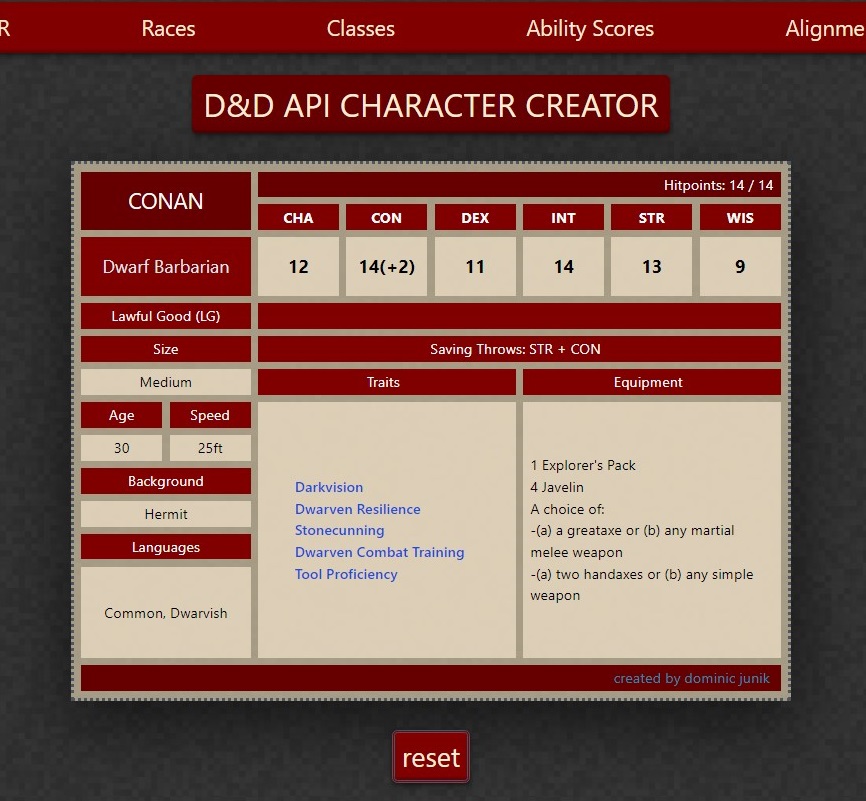 R Races Classes Ability Scores Alignme
D&D API CHARACTER CREATOR
CONAN
Hitpoints: 14 / 14
CHA CON DEX INT STR WIS
Dwarf Barbarian
12 14(+2) 11 14 13 9
Lawful Good (LG)
Size
Saving Throws: STR + CON
Medium
Traits
Equipment
Age Speed
30 25ft
Background
Hermit
Languages
Common, Dwarvish
Darkvision
Dwarven Resilience
Stonecunning
Dwarven Combat Training
Tool Proficiency
1 Explorer's Pack
4 Javelin
A choice of:
-(a) a greataxe or (b) any martial
melee weapon
-(a) two handaxes or (b) any simple
weapon
created by dominic junik
reset